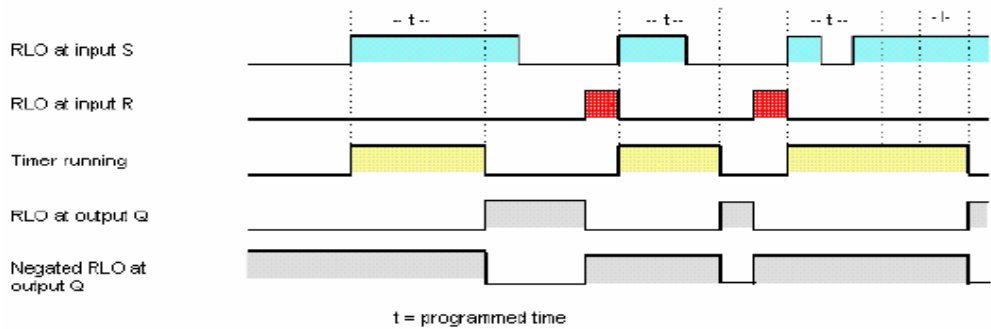 -- t --
-- t --
-- t --
- t-
RLO at input S
RLO at input R
Timer running
RLO at output Q
Negated RLO at
output Q
t = programmed time